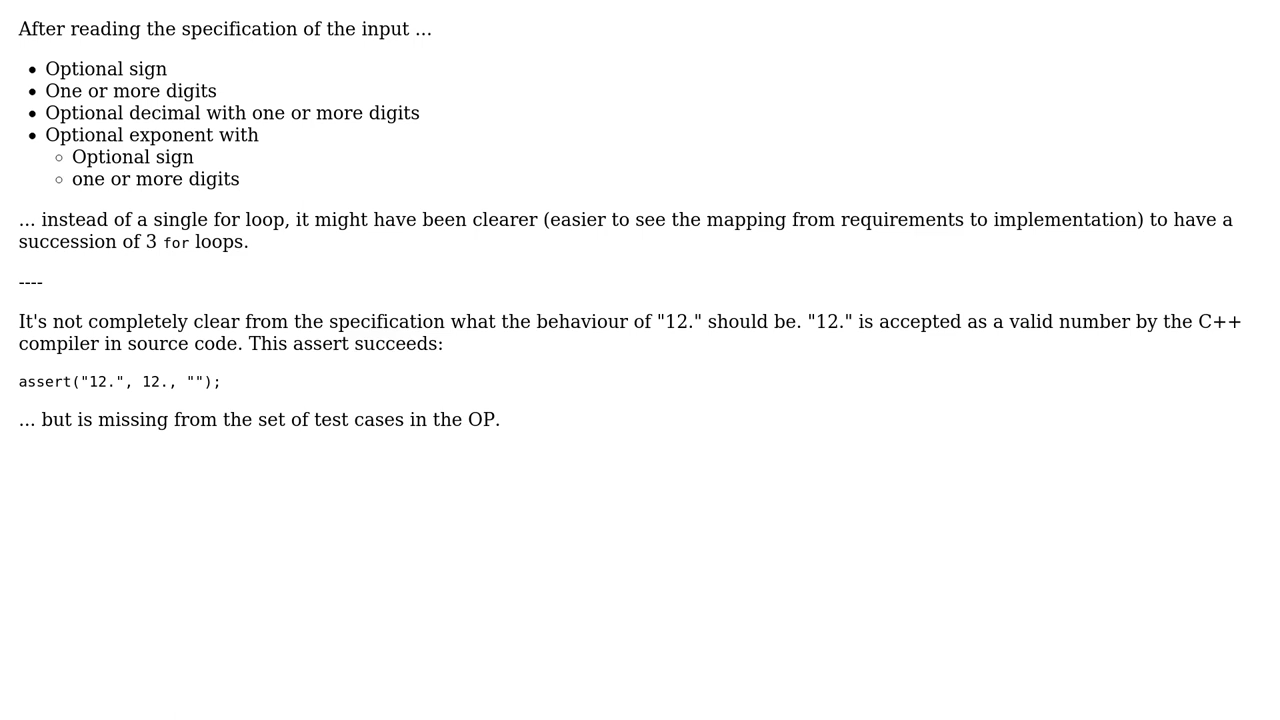 After reading the specification of the input ...
• Optional sign
• One or more digits
• Optional decimal with one or more digits
• Optional exponent with
◦ Optional sign
◦ one or more digits
... instead of a single for loop, it might have been clearer (easier to see the mapping from requirements to implementation) to have a
succession of 3 for loops.
----
It's not completely clear from the specification what the behaviour of "12." should be. "12." is accepted as a valid number by the C++
compiler in source code. This assert succeeds:
assert("12.", 12., "");
... but is missing from the set of test cases in the OP.